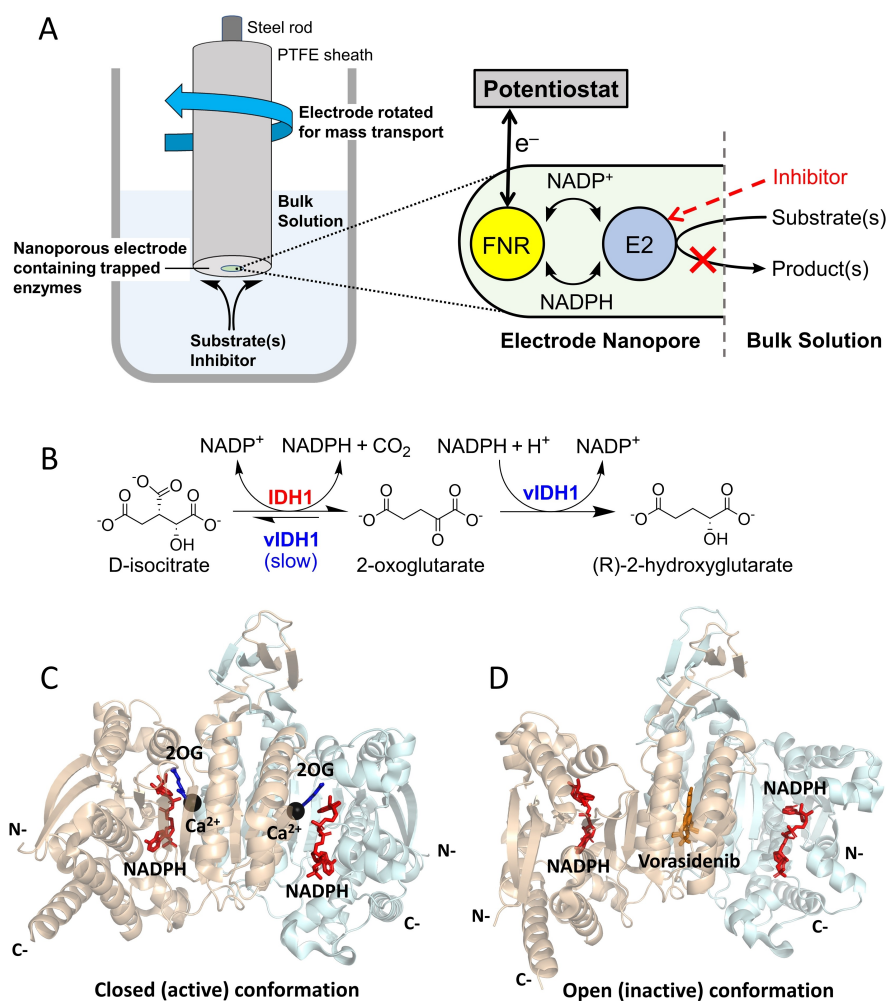 A
Steel rod
PTFE sheath
Electrode rotated
for mass transport
Bulk
Solution
Nanoporous electrode
containing trapped
enzymes
Substrate(s)
Inhibitor
Potentiostat
e⁻
NADP⁺
Inhibitor
FNR
E2
Substrate(s)
Product(s)
NADPH
Electrode Nanopore
Bulk Solution
B
NADP⁺
NADPH + CO₂
NADPH + H⁺
NADP⁺
IDH1
vIDH1
vIDH1
(slow)
⁻O
O
O
⁻O
O
O
O⁻
OH
D-isocitrate
O
⁻O
O
O⁻
O
2-oxoglutarate
O
⁻O
O
O⁻
OH
(R)-2-hydroxyglutarate
C
2OG
2OG
Ca²⁺
Ca²⁺
N-
N-
NADPH
NADPH
C-
C-
Closed (active) conformation
D
NADPH
NADPH
Vorasidenib
N-
N-
C-
C-
Open (inactive) conformation